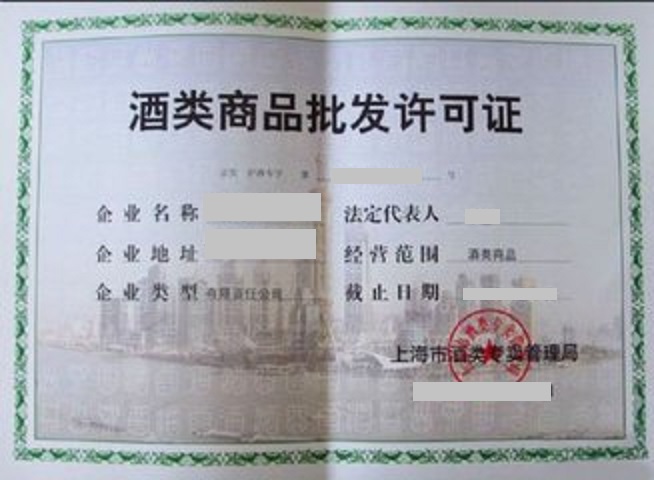 酒类商品批发许可证
第 号
企业名称 法定代表人
企业地址 经营范围 酒类商品
企业类型 有限责任公司 截止日期
上海市酒类专卖管理局